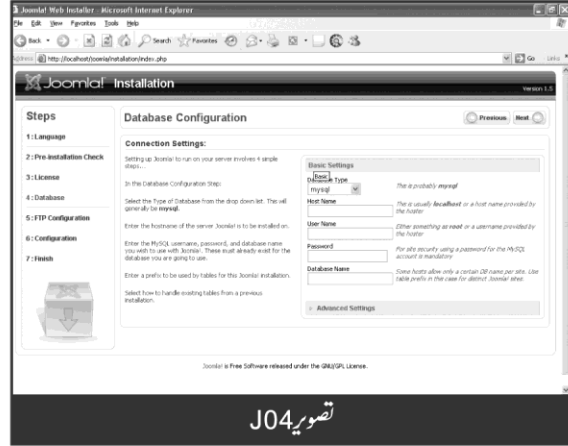 Joomla! Web Installer - Microsoft Internet Explorer
File Edit View Favorites Tools Help
Back Search Favorites
Address http://localhost/joomla/installation/index.php Go Links
Joomla! Installation
Version 1.5
Steps
1 : Language
2 : Pre-installation Check
3 : License
4 : Database
5 : FTP Configuration
6 : Configuration
7 : Finish
Database Configuration
Previous Next
Connection Settings:
Setting up Joomla! to run on your server involves 4 simple
steps...
In this Database Configuration Step:
Select the Type of Database from the drop down list. This will
generally be mysql.
Enter the hostname of the server Joomla! is to be installed on.
Enter the MySQL username, password, and database name
you wish to use with Joomla!. These must already exist for the
database you are going to use.
Enter a prefix to be used by tables for this Joomla! installation.
Select how to handle existing tables from a previous
installation.
Basic Settings
Basic
Database Type
mysql
This is probably mysql
Host Name
This is usually localhost or a host name provided by
the hoster
User Name
Either something as root or a username provided by
the hoster
Password
For site security using a password for the MySQL
account is mandatory
Database Name
Some hosts allow only a certain DB name per site. Use
table prefix in this case for distinct Joomla! sites.
Advanced Settings
Joomla! is Free Software released under the GNU/GPL License.
تصویر J04